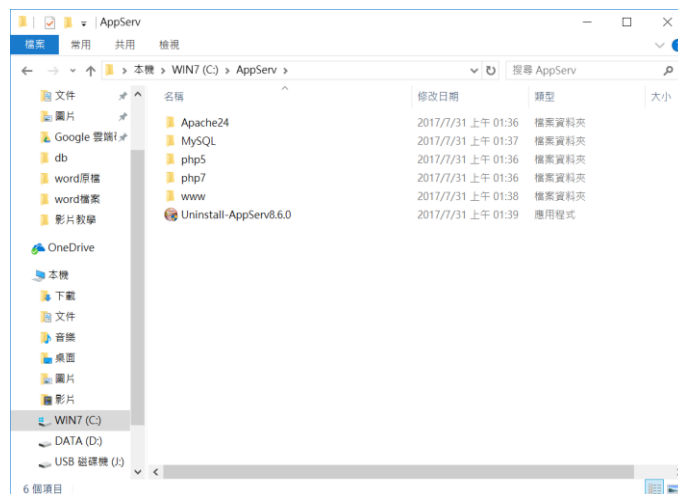 AppServ
檔案 常用 共用 檢視
本機 > WIN7 (C:) > AppServ >
搜尋 AppServ
名稱 修改日期 類型 大小
Apache24 2017/7/31 上午 01:36 檔案資料夾
MySQL 2017/7/31 上午 01:37 檔案資料夾
php5 2017/7/31 上午 01:36 檔案資料夾
php7 2017/7/31 上午 01:36 檔案資料夾
www 2017/7/31 上午 01:38 檔案資料夾
Uninstall-AppServ8.6.0 2017/7/31 上午 01:39 應用程式
文件
圖片
Google 雲端
db
word原檔
word檔案
影片教學
OneDrive
本機
下載
文件
音樂
桌面
圖片
影片
WIN7 (C:)
DATA (D:)
USB 磁碟機 (J:)
6 個項目